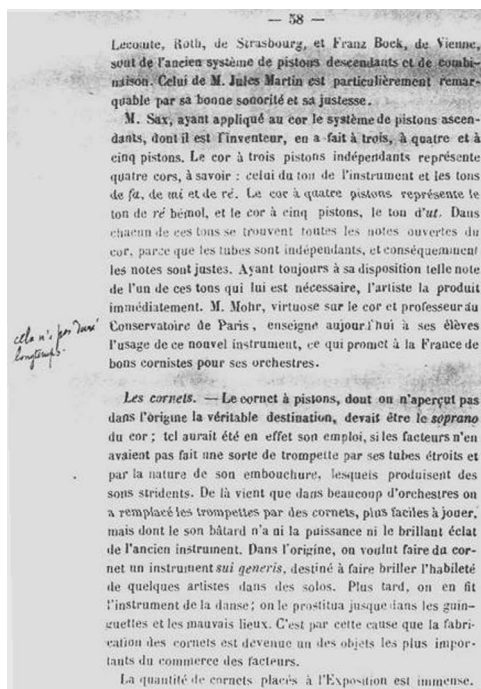 — 58 —
Lecomte, Roth, de Strasbourg, et Franz Bock, de Vienne,
sont de l'ancien système de pistons descendants et de combi-
naison. Celui de M. Jules Martin est particulièrement remar-
quable par sa bonne sonorité et sa justesse.
M. Sax, ayant appliqué au cor le système de pistons ascen-
dants, dont il est l'inventeur, en a fait à trois, à quatre et à
cinq pistons. Le cor à trois pistons indépendants représente
quatre cors, à savoir : celui du ton de l'instrument et les tons
de fa, de mi et de ré. Le cor à quatre pistons représente le
ton de ré bémol, et le cor à cinq pistons, le ton d'ut. Dans
chacun de ces tons se trouvent toutes les notes ouvertes du
cor, parce que les tubes sont indépendants, et conséquemment
les notes sont justes. Ayant toujours à sa disposition telle note
de l'un de ces tons qui lui est nécessaire, l'artiste la produit
immédiatement. M. Mohr, virtuose sur le cor et professeur au
Conservatoire de Paris, enseigne aujourd'hui à ses élèves
l'usage de ce nouvel instrument, ce qui promet à la France de
bons cornistes pour ses orchestres.
cela n'a pas duré
longtemps.
Les cornets. — Le cornet à pistons, dont on n'aperçut pas
dans l'origine la véritable destination, devait être le soprano
du cor ; tel aurait été en effet son emploi, si les facteurs n'en
avaient pas fait une sorte de trompette par ses tubes étroits et
par la nature de son embouchure, lesquels produisent des
sons stridents. De là vient que dans beaucoup d'orchestres on
a remplacé les trompettes par des cornets, plus faciles à jouer,
mais dont le son bâtard n'a ni la puissance ni le brillant éclat
de l'ancien instrument. Dans l'origine, on voulut faire du cor-
net un instrument sui generis, destiné à faire briller l'habileté
de quelques artistes dans des solos. Plus tard, on en fit
l'instrument de la danse ; on le prostitua jusque dans les guin-
guettes et les mauvais lieux. C'est par cette cause que la fabri-
cation des cornets est devenue un des objets les plus impor-
tants du commerce des facteurs.
La quantité de cornets placés à l'Exposition est immense.